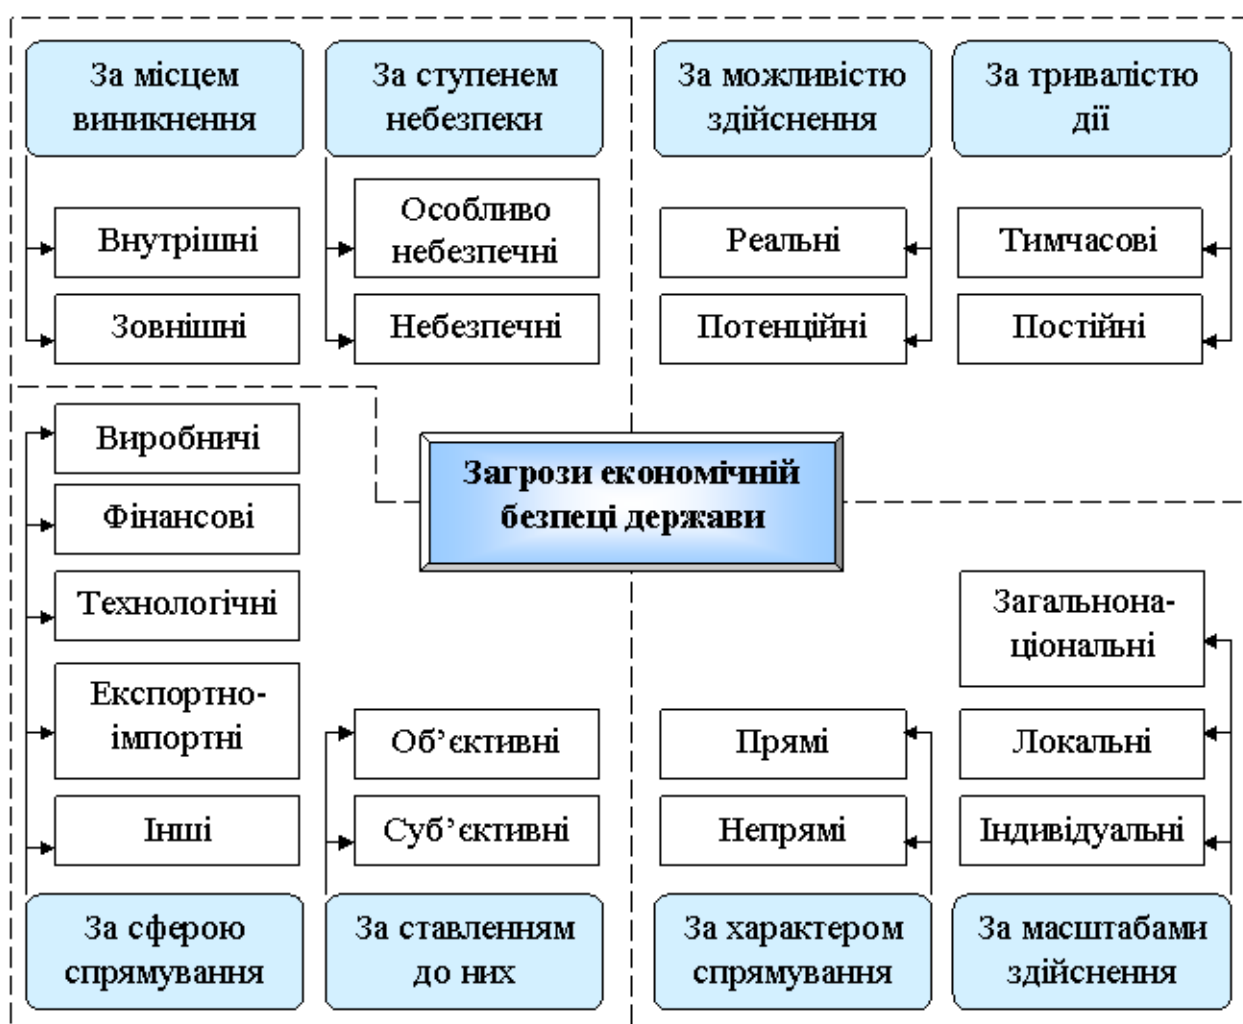 За місцем
виникнення
За ступенем
небезпеки
За можливістю
здійснення
За тривалістю
дії
Внутрішні
Зовнішні
Особливо
небезпечні
Небезпечні
Реальні
Потенційні
Тимчасові
Постійні
Загрози економічній
безпеці держави
Виробничі
Фінансові
Технологічні
Експортно-
імпортні
Інші
Об’єктивні
Суб’єктивні
Прямі
Непрямі
Загальнона-
ціональні
Локальні
Індивідуальні
За сферою
спрямування
За ставленням
до них
За характером
спрямування
За масштабами
здійснення